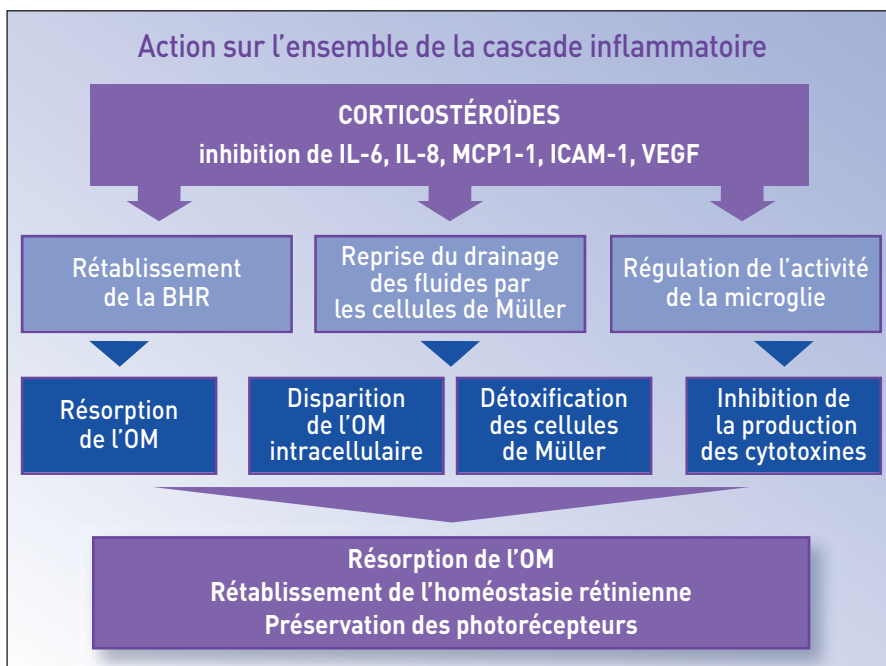 Action sur l'ensemble de la cascade inflammatoire
CORTICOSTÉROÏDES
inhibition de IL-6, IL-8, MCP1-1, ICAM-1, VEGF
Rétablissement
de la BHR
Reprise du drainage
des fluides par
les cellules de Müller
Régulation de l'activité
de la microglie
Résorption
de l'OM
Disparition
de l'OM
intracellulaire
Détoxification
des cellules
de Müller
Inhibition de
la production
des cytotoxines
Résorption de l'OM
Rétablissement de l'homéostasie rétinienne
Préservation des photorécepteurs